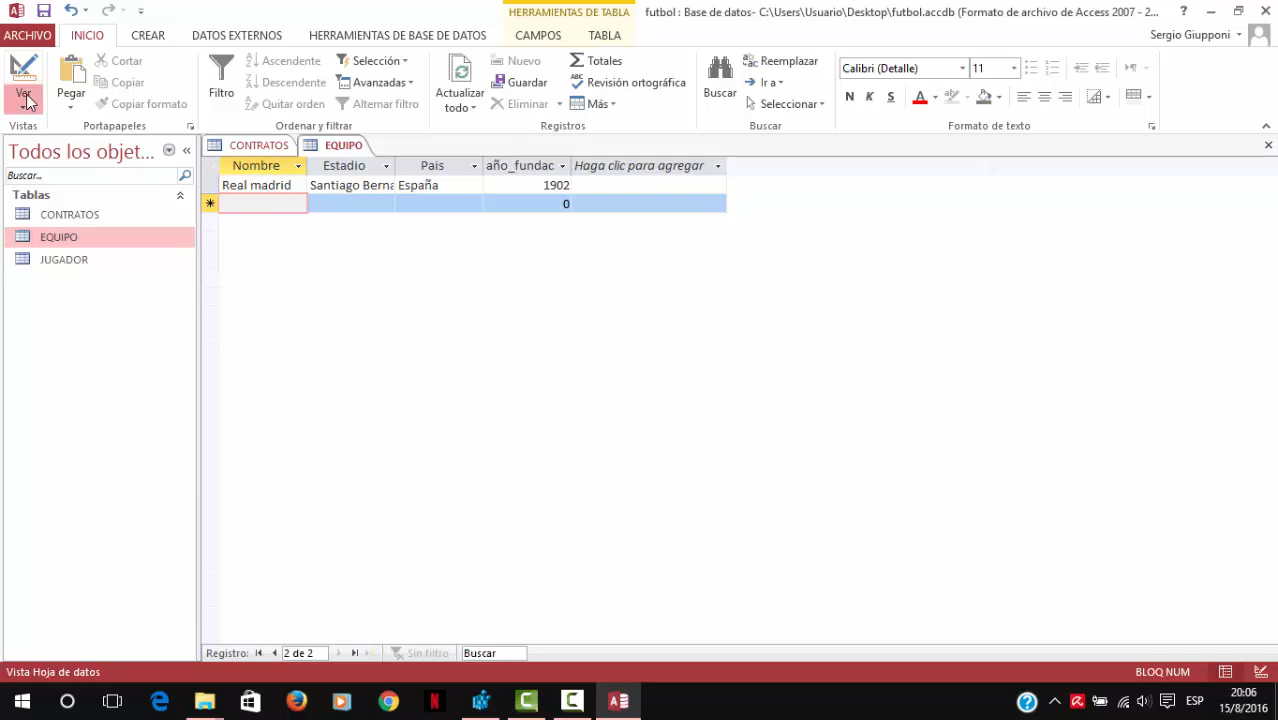 HERRAMIENTAS DE TABLA
futbol : Base de datos- C:\Users\Usuario\Desktop\futbol.accdb (Formato de archivo de Access 2007 - 2...
ARCHIVO INICIO CREAR DATOS EXTERNOS HERRAMIENTAS DE BASE DE DATOS CAMPOS TABLA Sergio Giupponi
Ver
Vistas
Pegar
Cortar
Copiar
Copiar formato
Portapapeles
Filtro
Ascendente
Descendente
Quitar orden
Selección
Avanzadas
Alternar filtro
Ordenar y filtrar
Actualizar
todo
Nuevo
Guardar
Eliminar
Totales
Revisión ortográfica
Más
Registros
Buscar
Reemplazar
Ir a
Seleccionar
Buscar
Calibri (Detalle) 11
N K S A
Formato de texto
Todos los objet...
Buscar...
Tablas
CONTRATOS
EQUIPO
JUGADOR
CONTRATOS EQUIPO
Nombre Estadio Pais año_fundac Haga clic para agregar
Real madrid Santiago Berna España 1902
0
Registro: 2 de 2 Sin filtro Buscar
Vista Hoja de datos BLOQ NUM
ESP
20:06
15/8/2016